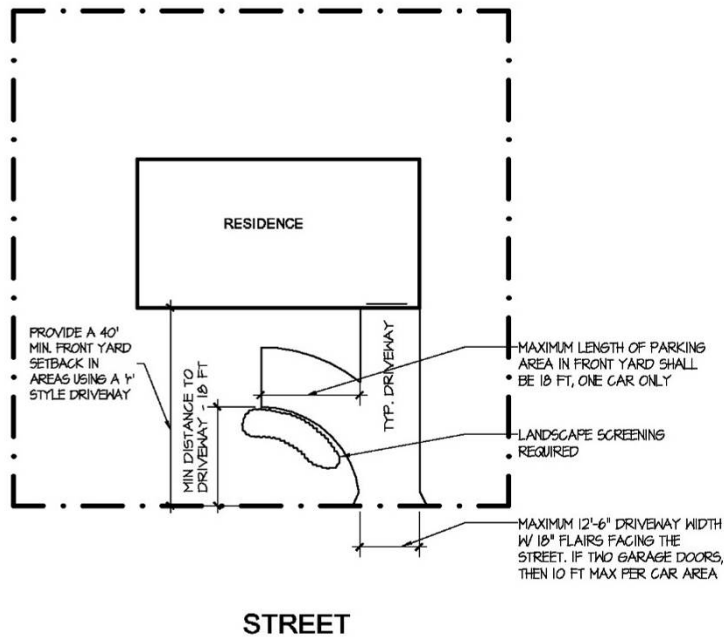 RESIDENCE
PROVIDE A 40'
MIN. FRONT YARD
SETBACK IN
AREAS USING A 'Y'
STYLE DRIVEWAY
MIN DISTANCE TO
DRIVEWAY - 18 FT
TYP. DRIVEWAY
MAXIMUM LENGTH OF PARKING
AREA IN FRONT YARD SHALL
BE 18 FT, ONE CAR ONLY
LANDSCAPE SCREENING
REQUIRED
MAXIMUM 12'-6" DRIVEWAY WIDTH
W/ 18" FLAIRS FACING THE
STREET. IF TWO GARAGE DOORS,
THEN 10 FT MAX PER CAR AREA
STREET